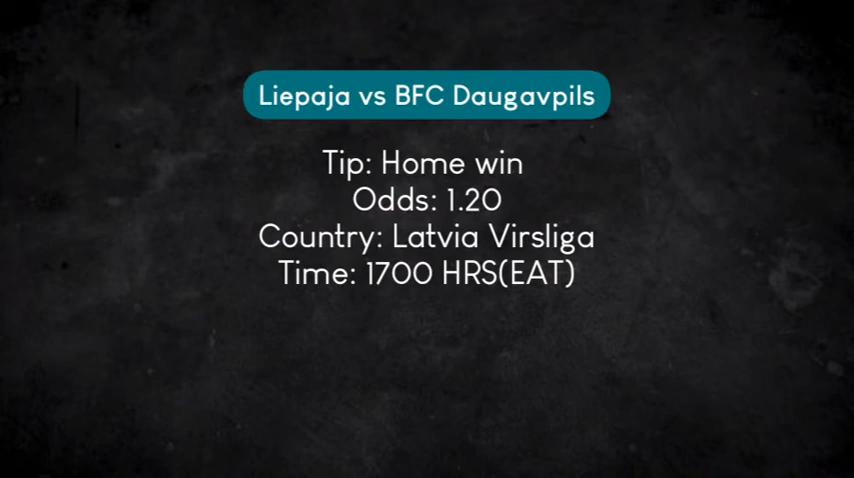 Liepaja vs BFC Daugavpils
Tip: Home win
Odds: 1.20
Country: Latvia Virsliga
Time: 1700 HRS(EAT)